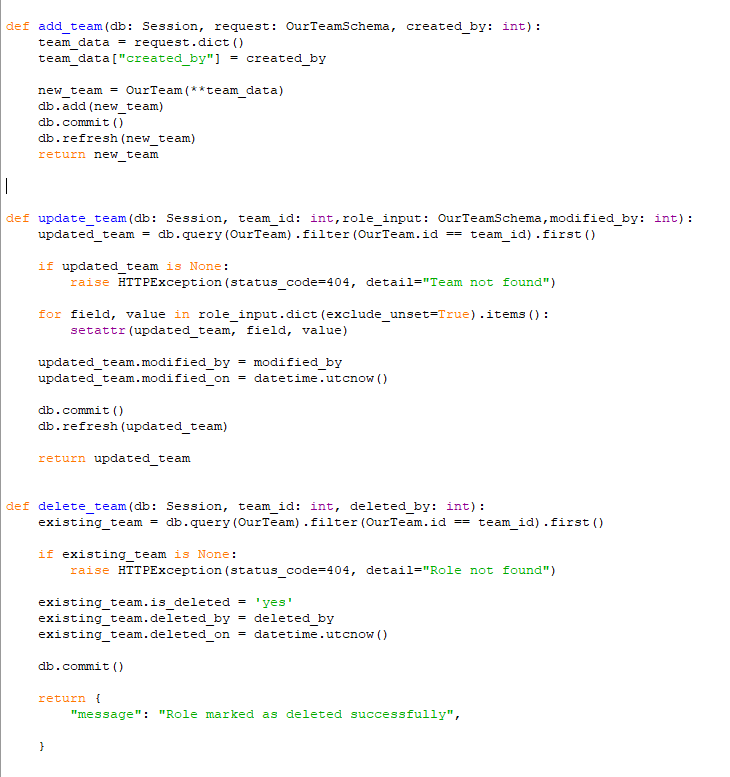 def add_team(db: Session, request: OurTeamSchema, created_by: int):
    team_data = request.dict()
    team_data["created_by"] = created_by

    new_team = OurTeam(**team_data)
    db.add(new_team)
    db.commit()
    db.refresh(new_team)
    return new_team


def update_team(db: Session, team_id: int,role_input: OurTeamSchema,modified_by: int):
    updated_team = db.query(OurTeam).filter(OurTeam.id == team_id).first()

    if updated_team is None:
        raise HTTPException(status_code=404, detail="Team not found")

    for field, value in role_input.dict(exclude_unset=True).items():
        setattr(updated_team, field, value)

    updated_team.modified_by = modified_by
    updated_team.modified_on = datetime.utcnow()

    db.commit()
    db.refresh(updated_team)

    return updated_team


def delete_team(db: Session, team_id: int, deleted_by: int):
    existing_team = db.query(OurTeam).filter(OurTeam.id == team_id).first()

    if existing_team is None:
        raise HTTPException(status_code=404, detail="Role not found")

    existing_team.is_deleted = 'yes'
    existing_team.deleted_by = deleted_by
    existing_team.deleted_on = datetime.utcnow()

    db.commit()

    return {
        "message": "Role marked as deleted successfully",

    }